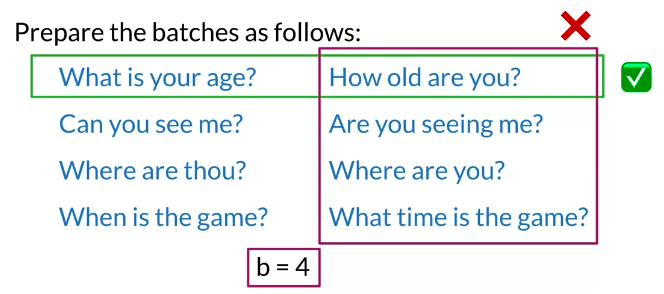 Prepare the batches as follows:
What is your age? How old are you?
Can you see me? Are you seeing me?
Where are thou? Where are you?
When is the game? What time is the game?
b = 4